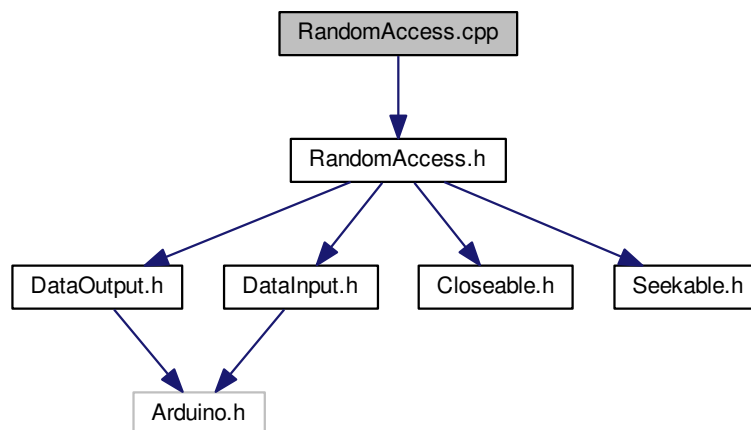 RandomAccess.cpp
RandomAccess.h
DataOutput.h
DataInput.h
Closeable.h
Seekable.h
Arduino.h